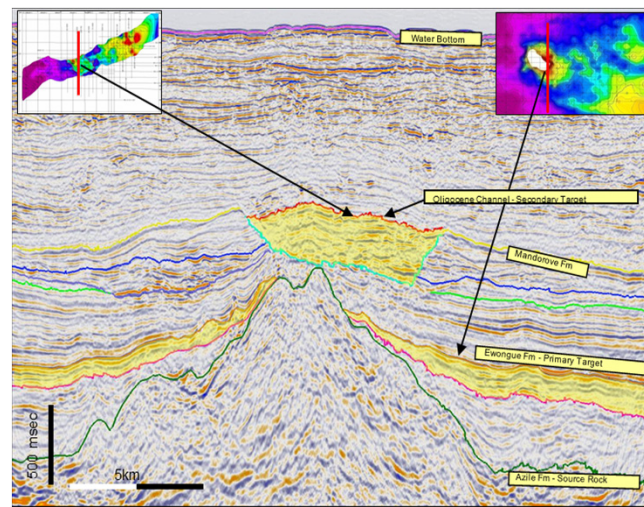 Water Bottom
Oligocene Channel - Secondary Target
Mandorove Fm
Ewongue Fm - Primary Target
500 msec
5km
Azile Fm - Source Rock